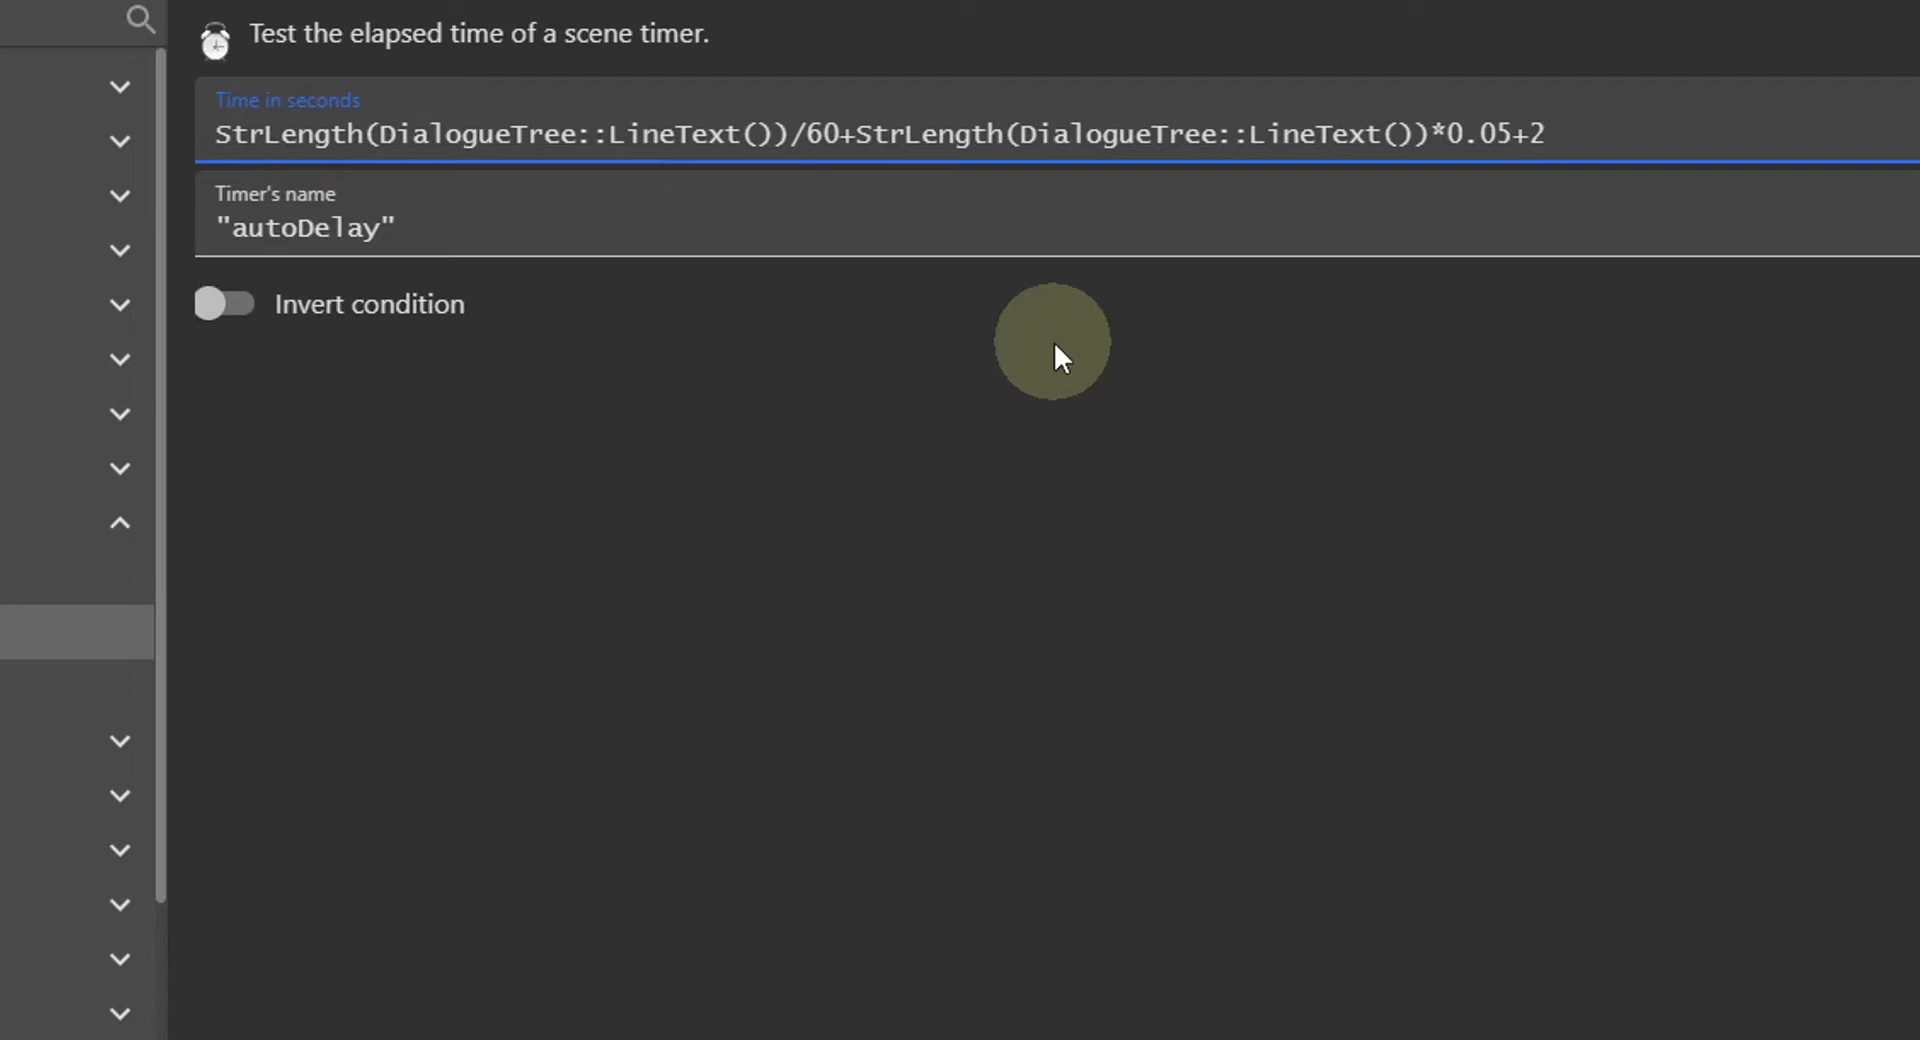 Test the elapsed time of a scene timer.
Time in seconds
StrLength(DialogueTree::LineText())/60+StrLength(DialogueTree::LineText())*0.05+2
Timer's name
"autoDelay"
Invert condition